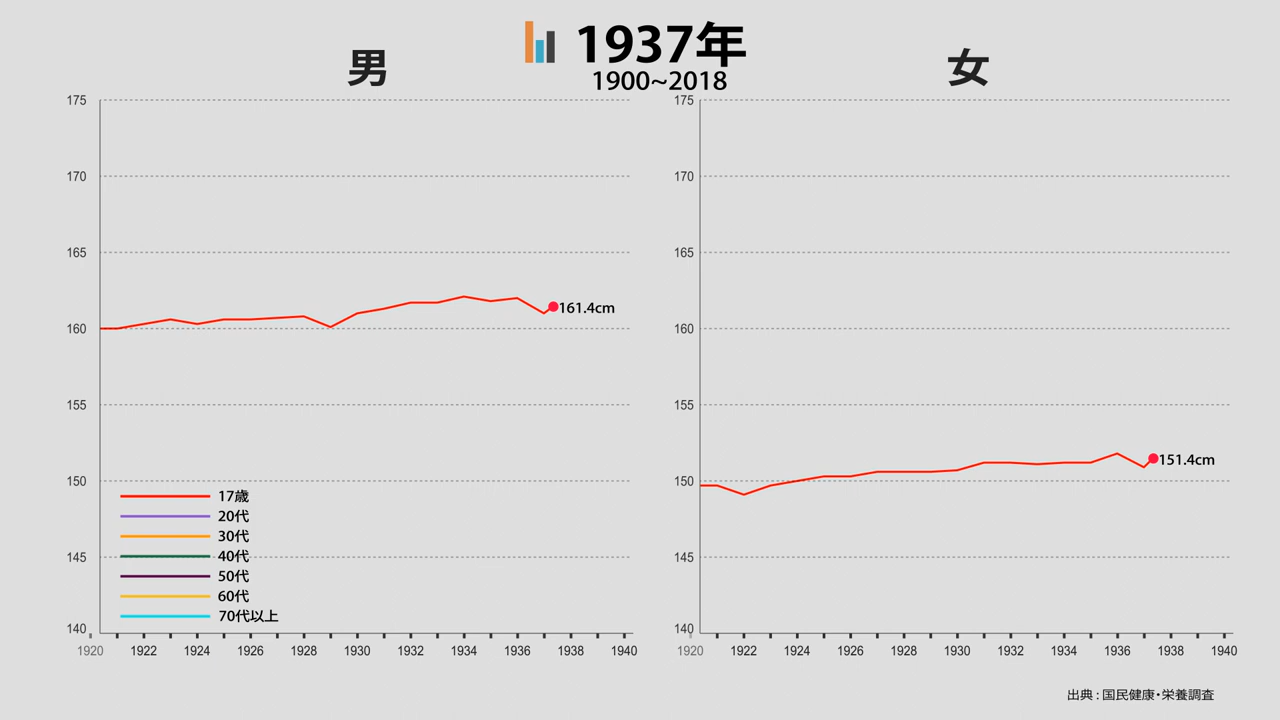 1937年
1900~2018
男
女
175
170
165
160
155
150
145
140
161.4cm
17歳
20代
30代
40代
50代
60代
70代以上
1920 1922 1924 1926 1928 1930 1932 1934 1936 1938 1940
175
170
165
160
155
150
145
140
151.4cm
1920 1922 1924 1926 1928 1930 1932 1934 1936 1938 1940
出典 : 国民健康・栄養調査